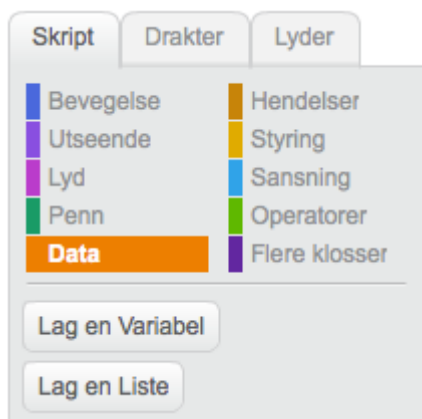 Skript Drakter Lyder
Bevegelse Hendelser
Utseende Styring
Lyd Sansning
Penn Operatorer
Data Flere klosser
Lag en Variabel
Lag en Liste